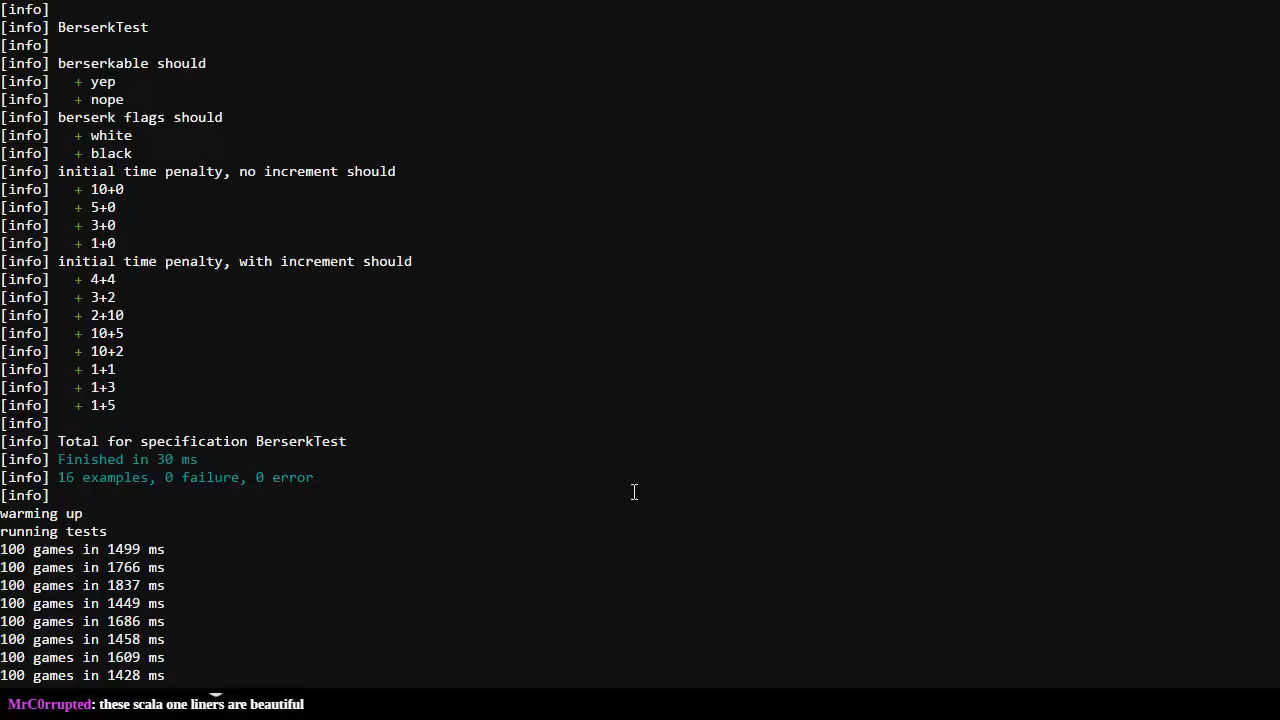 [info]
[info] BerserkTest
[info]
[info] berserkable should
[info]   + yep
[info]   + nope
[info] berserk flags should
[info]   + white
[info]   + black
[info] initial time penalty, no increment should
[info]   + 10+0
[info]   + 5+0
[info]   + 3+0
[info]   + 1+0
[info] initial time penalty, with increment should
[info]   + 4+4
[info]   + 3+2
[info]   + 2+10
[info]   + 10+5
[info]   + 10+2
[info]   + 1+1
[info]   + 1+3
[info]   + 1+5
[info]
[info] Total for specification BerserkTest
[info] Finished in 30 ms
[info] 16 examples, 0 failure, 0 error
[info]
warming up
running tests
100 games in 1499 ms
100 games in 1766 ms
100 games in 1837 ms
100 games in 1449 ms
100 games in 1686 ms
100 games in 1458 ms
100 games in 1609 ms
100 games in 1428 ms
MrC0rrupted: these scala one liners are beautiful